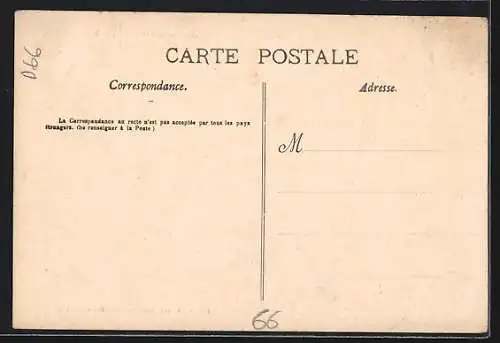 D66
CARTE POSTALE
Correspondance.
Adresse.
La Correspondance au recto n'est pas acceptée par tous les pays
étrangers. (Se renseigner à la Poste)
M
66